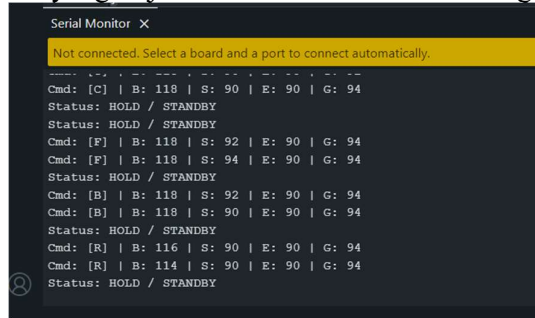 Serial Monitor X
Not connected. Select a board and a port to connect automatically.
Cmd: [C] | B: 118 | S: 90 | E: 90 | G: 94
Status: HOLD / STANDBY
Status: HOLD / STANDBY
Cmd: [F] | B: 118 | S: 92 | E: 90 | G: 94
Cmd: [F] | B: 118 | S: 94 | E: 90 | G: 94
Status: HOLD / STANDBY
Cmd: [B] | B: 118 | S: 92 | E: 90 | G: 94
Cmd: [B] | B: 118 | S: 90 | E: 90 | G: 94
Status: HOLD / STANDBY
Cmd: [R] | B: 116 | S: 90 | E: 90 | G: 94
Cmd: [R] | B: 114 | S: 90 | E: 90 | G: 94
Status: HOLD / STANDBY